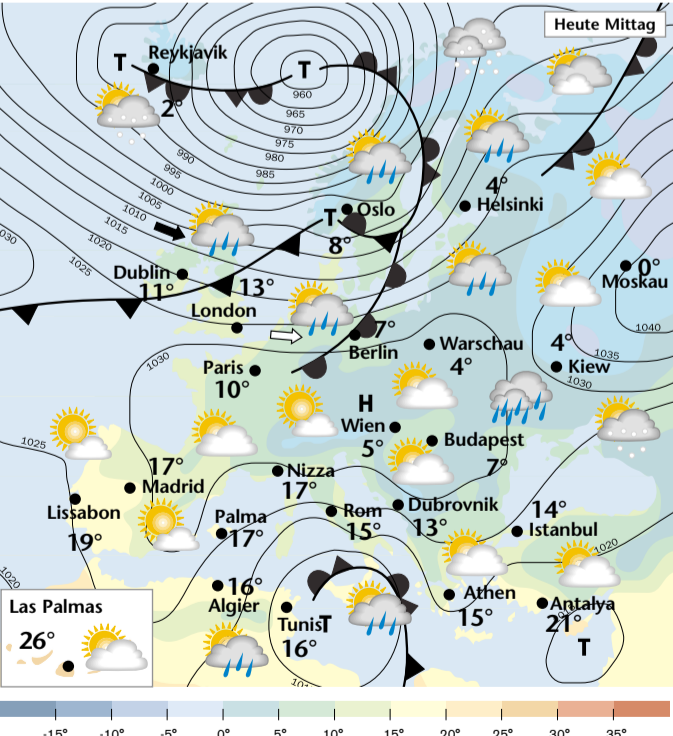 Heute Mittag
Reykjavik
T
T
2°
960
965
970
975
980
985
990
995
1000
1005
1010
1015
1020
1025
030
4°
Helsinki
Oslo
T
8°
0°
Moskau
Dublin
11°
13°
London
7°
Berlin
Warschau
4°
4°
Kiew
1040
1035
1030
1030
Paris
10°
H
Wien
5°
Budapest
7°
1025
17°
Madrid
Nizza
17°
Lissabon
19°
Palma
17°
Rom
15°
Dubrovnik
13°
14°
Istanbul
1020
1020
16°
Algier
Tunis
T
16°
Athen
15°
Antalya
21°
T
Las Palmas
26°
-15°
-10°
-5°
0°
5°
10°
15°
20°
25°
30°
35°